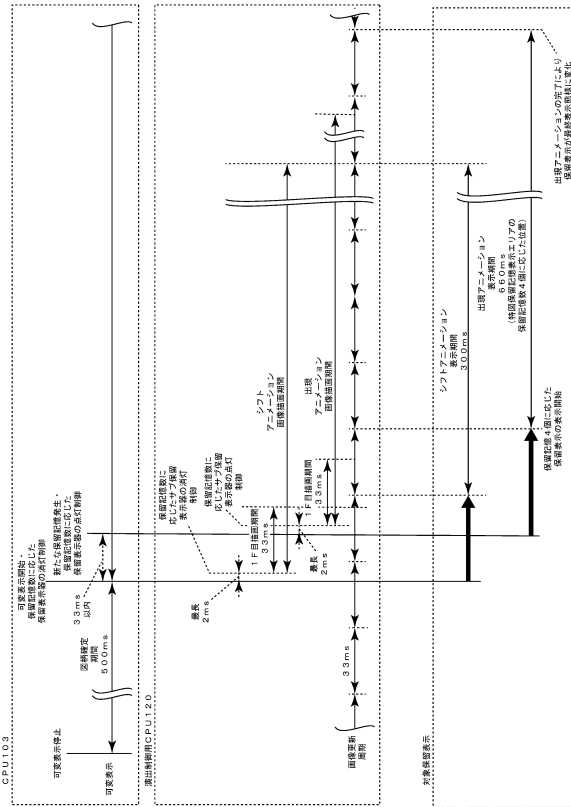 CPU103
可変表示停止
可変表示
図柄確定
期間
500ms
可変表示開始・
保留記憶数に応じた
保留表示器の消灯制御
33ms
以内
新たな保留記憶発生・
保留記憶数に応じた
保留表示器の点灯制御
演出制御用CPU120
最長
2ms
保留記憶数に
応じたサブ保留
表示器の消灯
制御
保留記憶数に
応じたサブ保留
表示器の点灯
制御
1F目描画期間
33ms
最長
2ms
1F目描画期間
33ms
シフト
アニメーション
画像描画期間
出現
アニメーション
画像描画期間
画像更新
周期
33ms
対象保留表示
シフトアニメーション
表示期間
300ms
出現アニメーション
表示期間
660ms
(特図保留記憶表示エリアの
保留記憶数4個に応じた位置)
保留記憶4個に応じた
保留表示の表示開始
出現アニメーションの完了により
保留表示が最終表示態様に変化